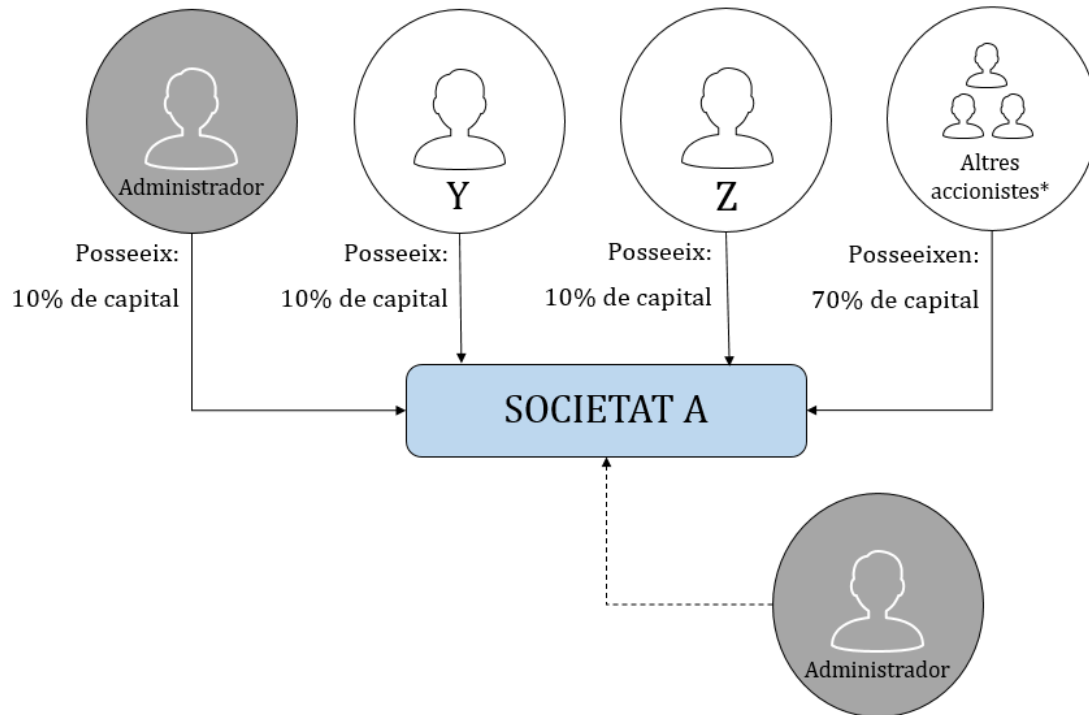 Administrador
Y
Z
Altres
accionistes*
Posseeix:
10% de capital
Posseeix:
10% de capital
Posseeix:
10% de capital
Posseeixen:
70% de capital
SOCIETAT A
Administrador